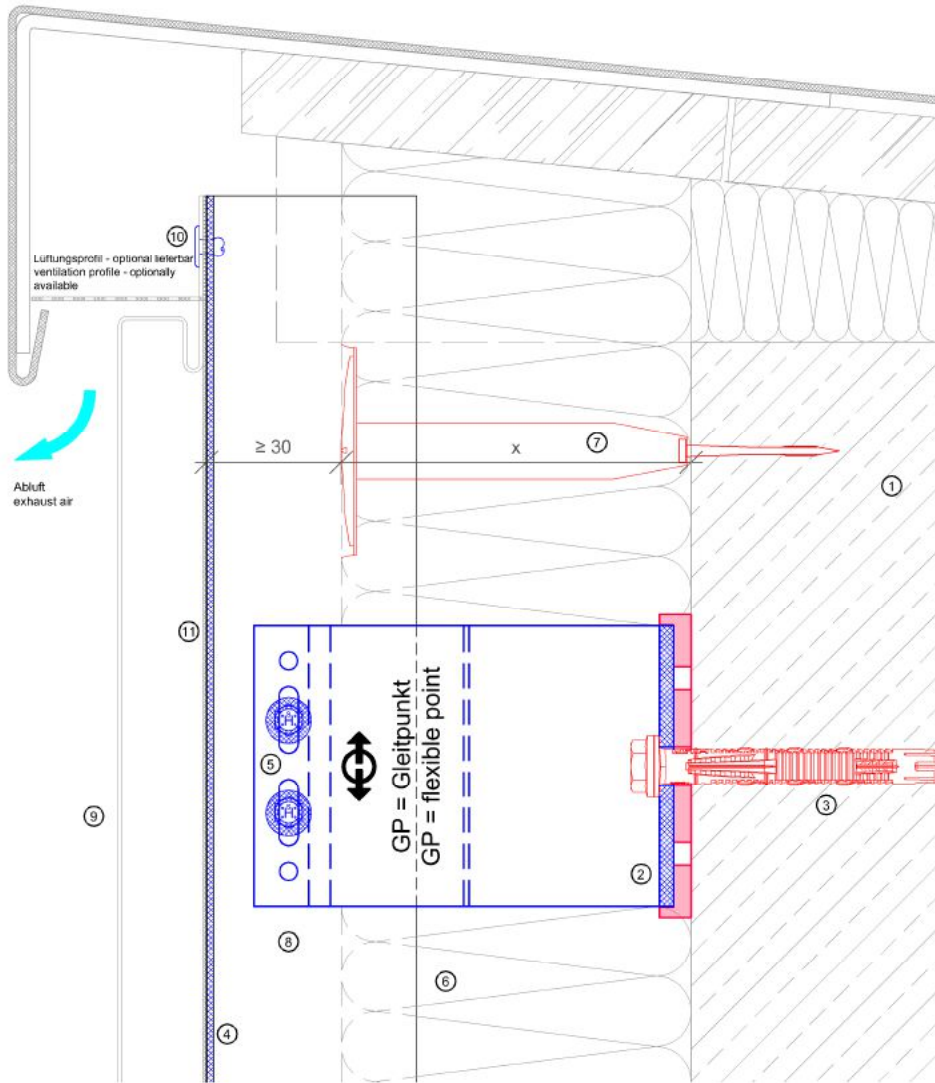 10
Lüftungsprofil - optional lieferbar
ventilation profile - optionally
available
≥ 30
x
7
1
Abluft
exhaust air
11
GP = Gleitpunkt
GP = flexible point
5
9
3
2
8
6
4